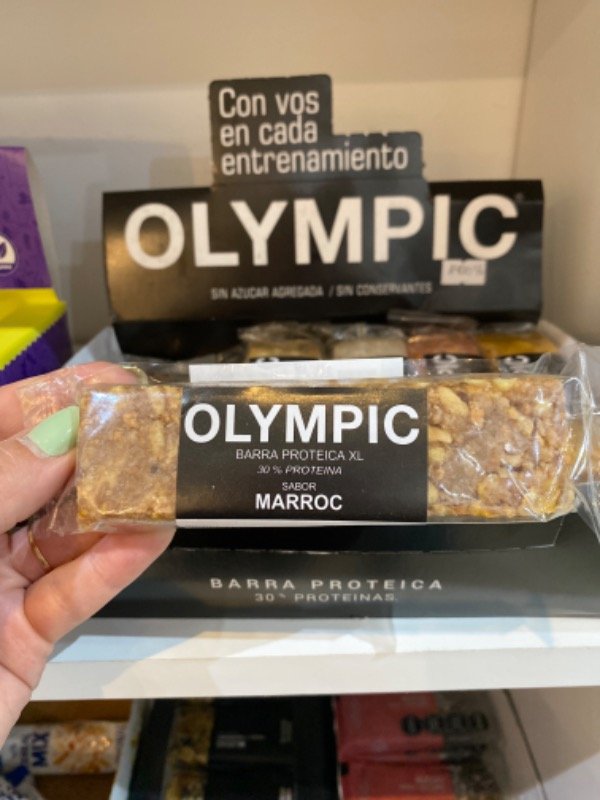 Con vos
en cada
entrenamiento
OLYMPIC
SIN AZUCAR AGREGADA / SIN CONSERVANTES
OLYMPIC
BARRA PROTEICA XL
30 % PROTEINA
SABOR
MARROC
BARRA PROTEICA
30% PROTEINAS.
MIX